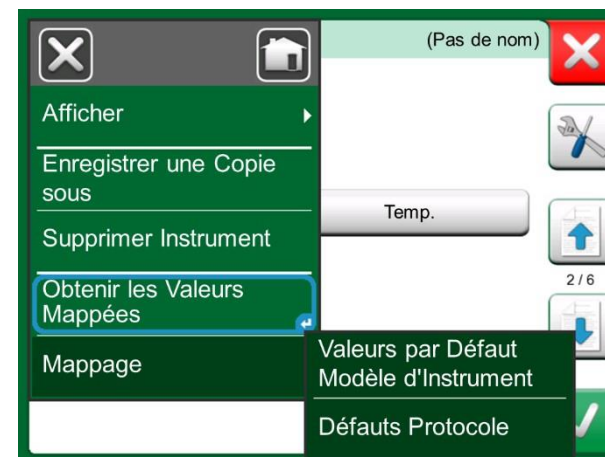 (Pas de nom)
Afficher
Enregistrer une Copie
sous
Temp.
Supprimer Instrument
2/6
Obtenir les Valeurs
Mappées
Mappage
Valeurs par Défaut
Modèle d'Instrument
Défauts Protocole